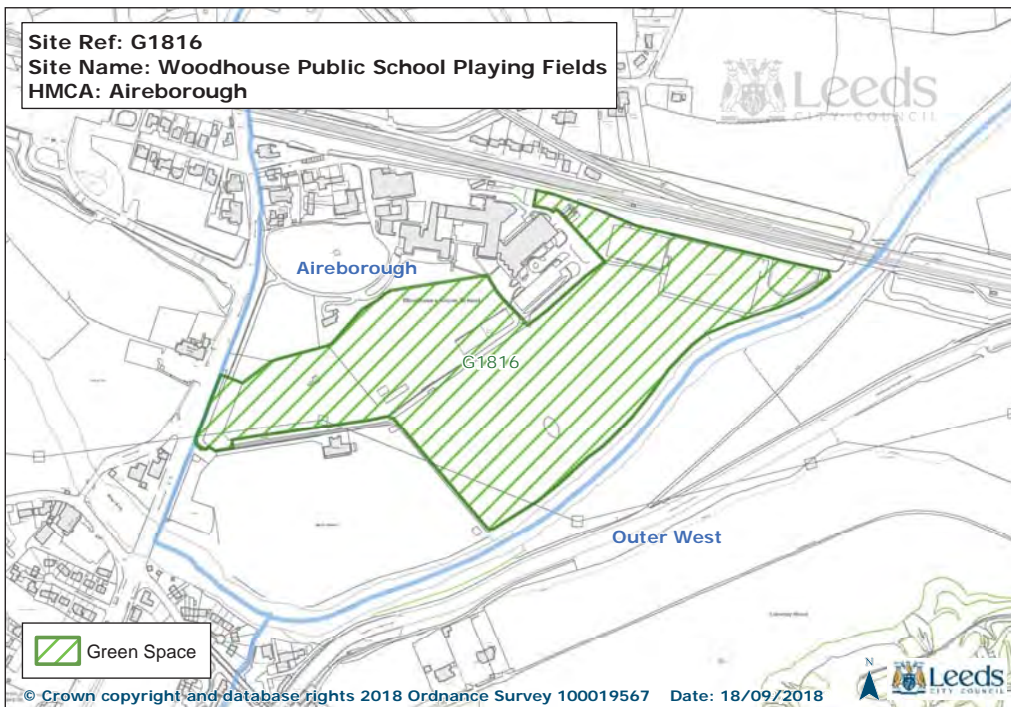 Site Ref: G1816
Site Name: Woodhouse Public School Playing Fields
HMCA: Aireborough
Leeds
CITY COUNCIL
Aireborough
G1816
Outer West
Green Space
© Crown copyright and database rights 2018 Ordnance Survey 100019567 Date: 18/09/2018
N
Leeds
CITY COUNCIL